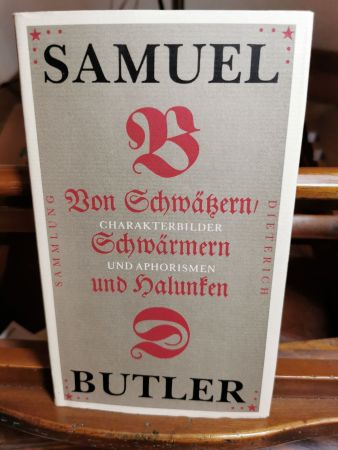 SAMUEL
B
Von Schwätzern/
CHARAKTERBILDER
Schwärmern
UND APHORISMEN
und Halunken
SAMMLUNG
DIETERICH
BUTLER